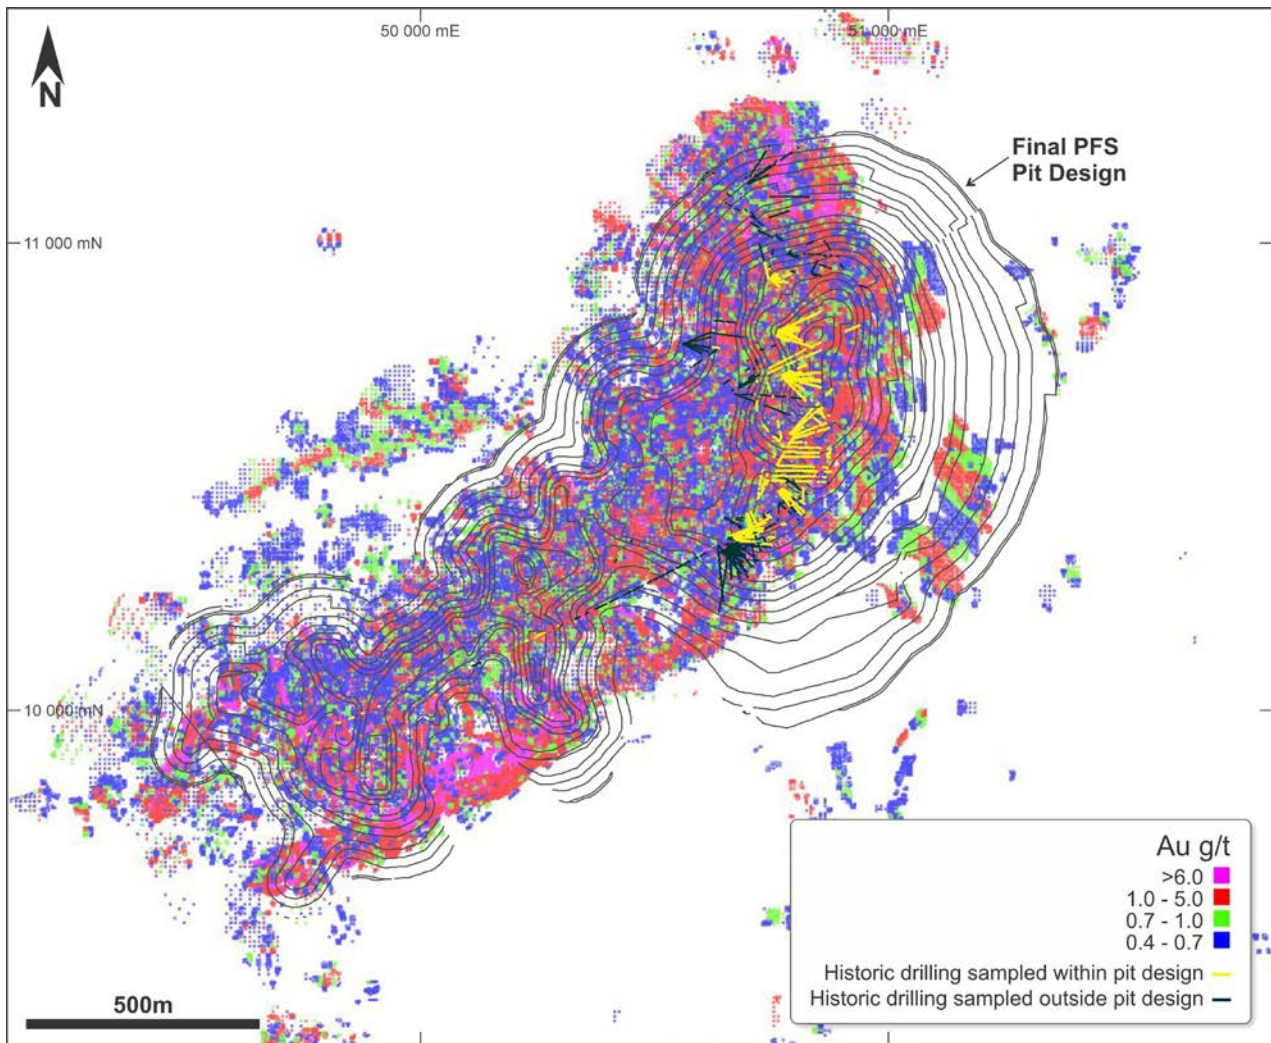 50 000 mE
51 000 mE
N
Final PFS
Pit Design
11 000 mN
10 000 mN
Au g/t
>6.0
1.0 - 5.0
0.7 - 1.0
0.4 - 0.7
Historic drilling sampled within pit design
Historic drilling sampled outside pit design
500m